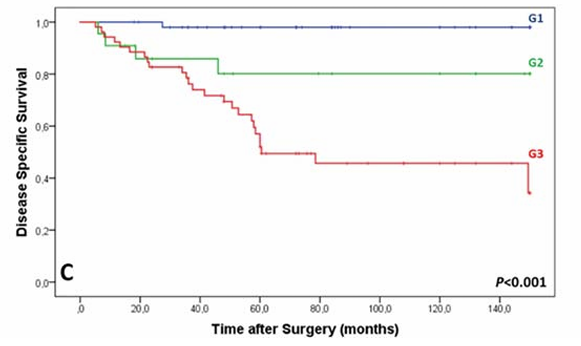 Disease Specific Survival
1,0
0,8
0,6
0,4
0,2
0,0
G1
G2
G3
C
P<0.001
,0 20,0 40,0 60,0 80,0 100,0 120,0 140,0
Time after Surgery (months)